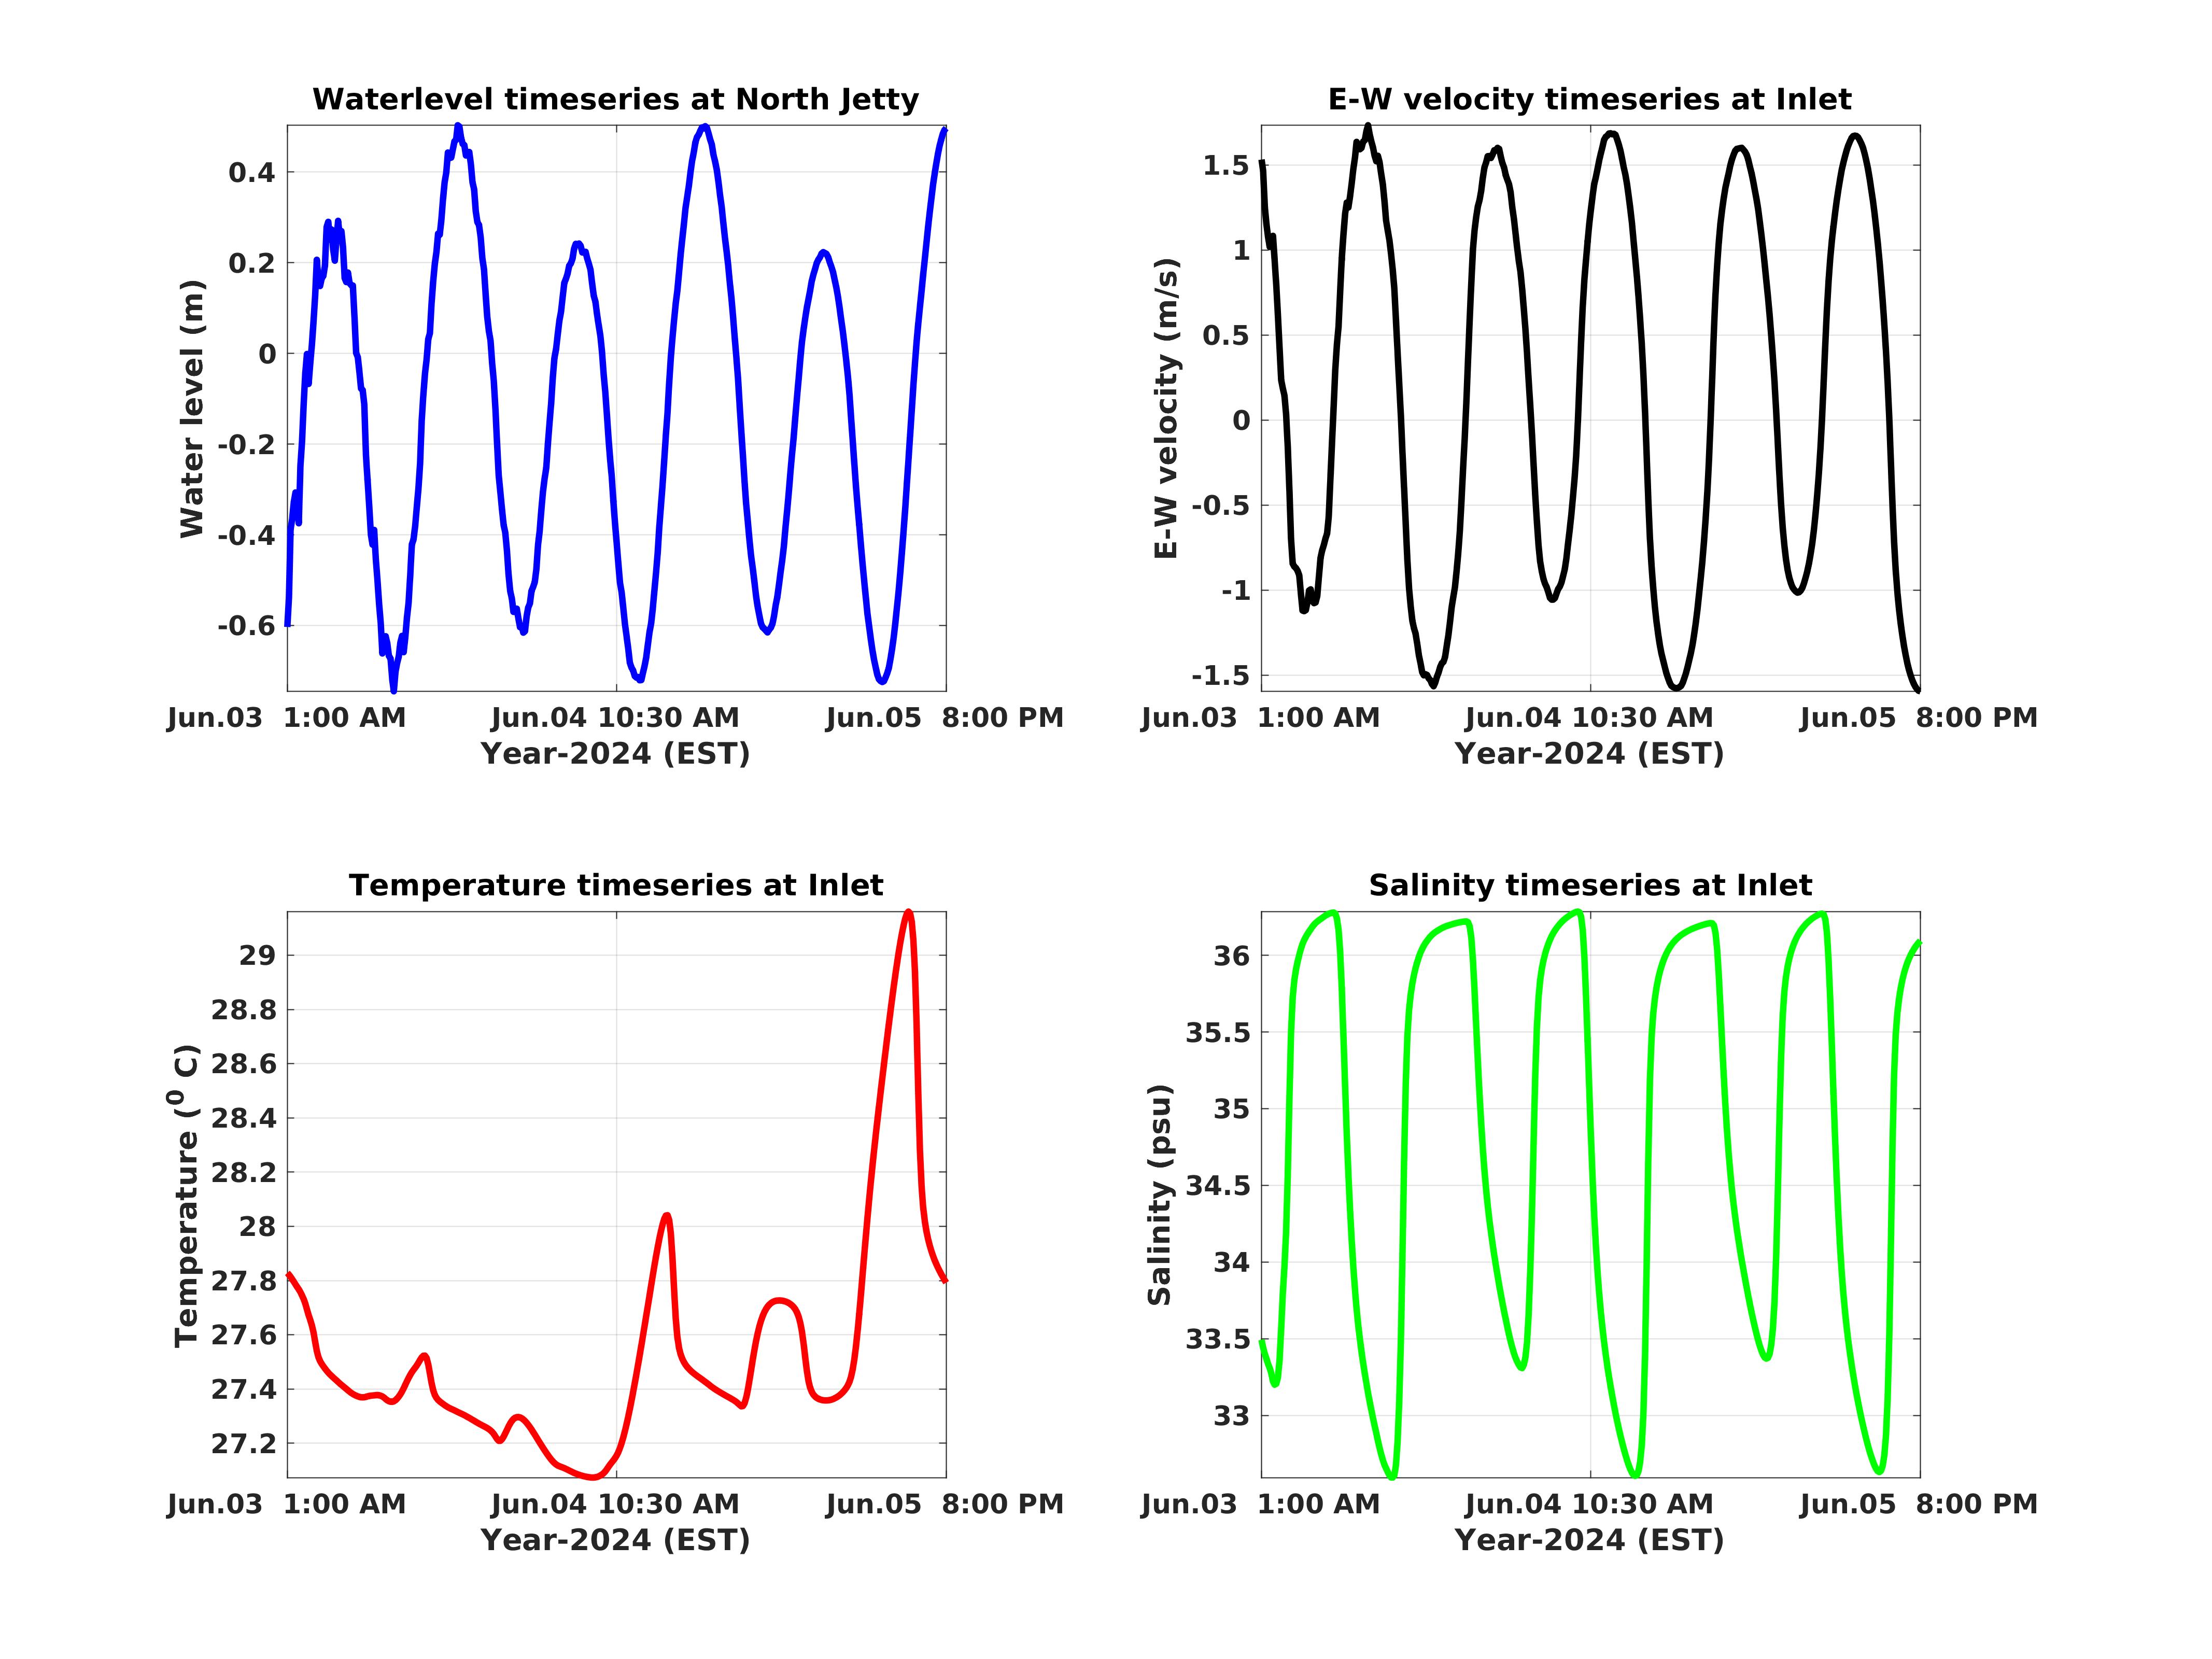 Waterlevel timeseries at North Jetty
Water level (m)
0.4
0.2
0
-0.2
-0.4
-0.6
Jun.03 1:00 AM
Jun.04 10:30 AM
Jun.05 8:00 PM
Year-2024 (EST)
E-W velocity timeseries at Inlet
E-W velocity (m/s)
1.5
1
0.5
0
-0.5
-1
-1.5
Jun.03 1:00 AM
Jun.04 10:30 AM
Jun.05 8:00 PM
Year-2024 (EST)
Temperature timeseries at Inlet
Temperature (⁰ C)
29
28.8
28.6
28.4
28.2
28
27.8
27.6
27.4
27.2
Jun.03 1:00 AM
Jun.04 10:30 AM
Jun.05 8:00 PM
Year-2024 (EST)
Salinity timeseries at Inlet
Salinity (psu)
36
35.5
35
34.5
34
33.5
33
Jun.03 1:00 AM
Jun.04 10:30 AM
Jun.05 8:00 PM
Year-2024 (EST)